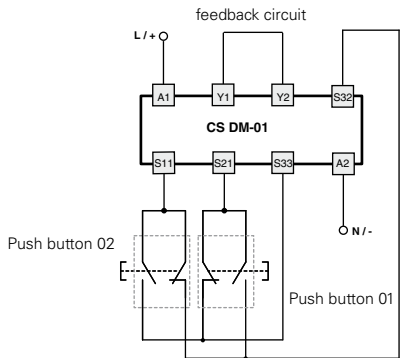 feedback circuit
L / +
A1 Y1 Y2 S32
CS DM-01
S11 S21 S33 A2
N / -
Push button 02
Push button 01